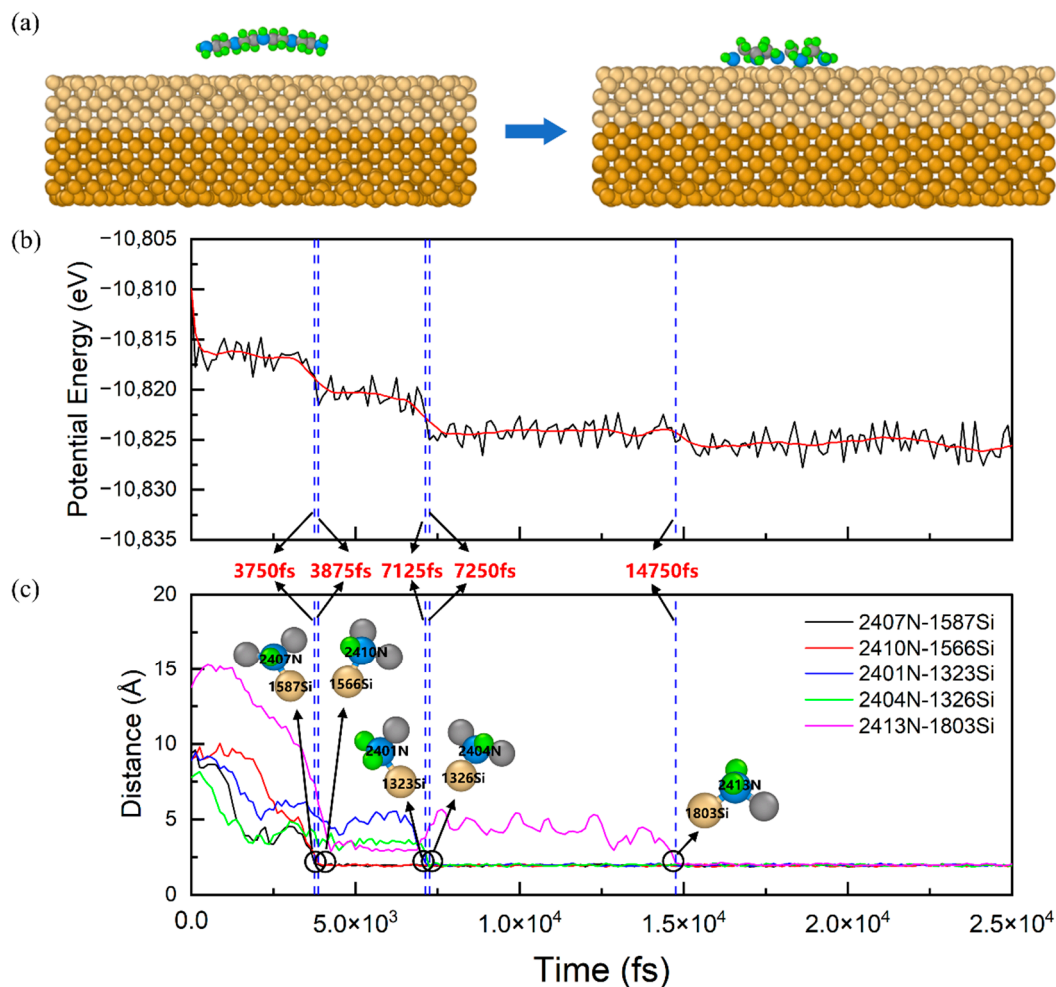 (a)
(b)
−10,805
−10,810
−10,815
−10,820
−10,825
−10,830
−10,835
Potential Energy (eV)
3750fs 3875fs 7125fs 7250fs 14750fs
(c)
20
15
10
5
0
Distance (Å)
2407N-1587Si
2410N-1566Si
2401N-1323Si
2404N-1326Si
2413N-1803Si
2407N
1587Si
2410N
1566Si
2401N
1323Si
2404N
1326Si
2413N
1803Si
0.0 5.0×10³ 1.0×10⁴ 1.5×10⁴ 2.0×10⁴ 2.5×10⁴
Time (fs)